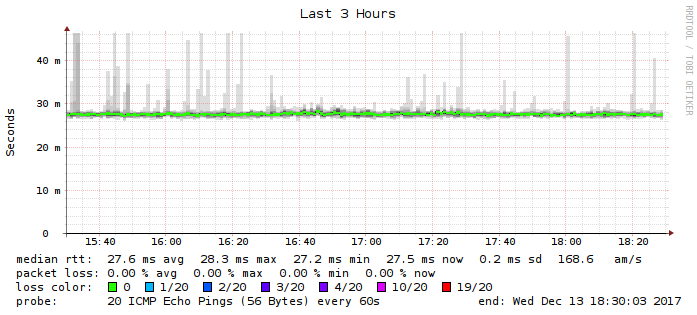 Last 3 Hours
RRDTOOL / TOBI OETIKER
Seconds
40 m
30 m
20 m
10 m
0
15:40 16:00 16:20 16:40 17:00 17:20 17:40 18:00 18:20
median rtt: 27.6 ms avg 28.3 ms max 27.2 ms min 27.5 ms now 0.2 ms sd 168.6 am/s
packet loss: 0.00 % avg 0.00 % max 0.00 % min 0.00 % now
loss color: 0 1/20 2/20 3/20 4/20 10/20 19/20
probe: 20 ICMP Echo Pings (56 Bytes) every 60s end: Wed Dec 13 18:30:03 2017